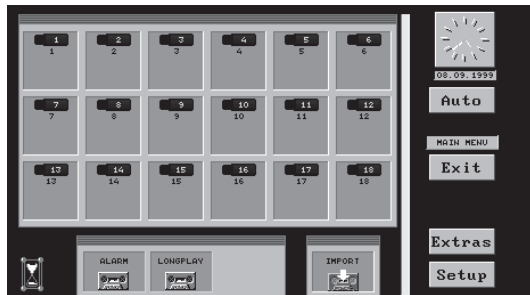 1 2 3 4 5 6
1 2 3 4 5 6
7 8 9 10 11 12
7 8 9 10 11 12
13 14 15 16 17 18
13 14 15 16 17 18
ALARM LONGPLAY IMPORT
08.09.1999
Auto
MAIN MENU
Exit
Extras
Setup